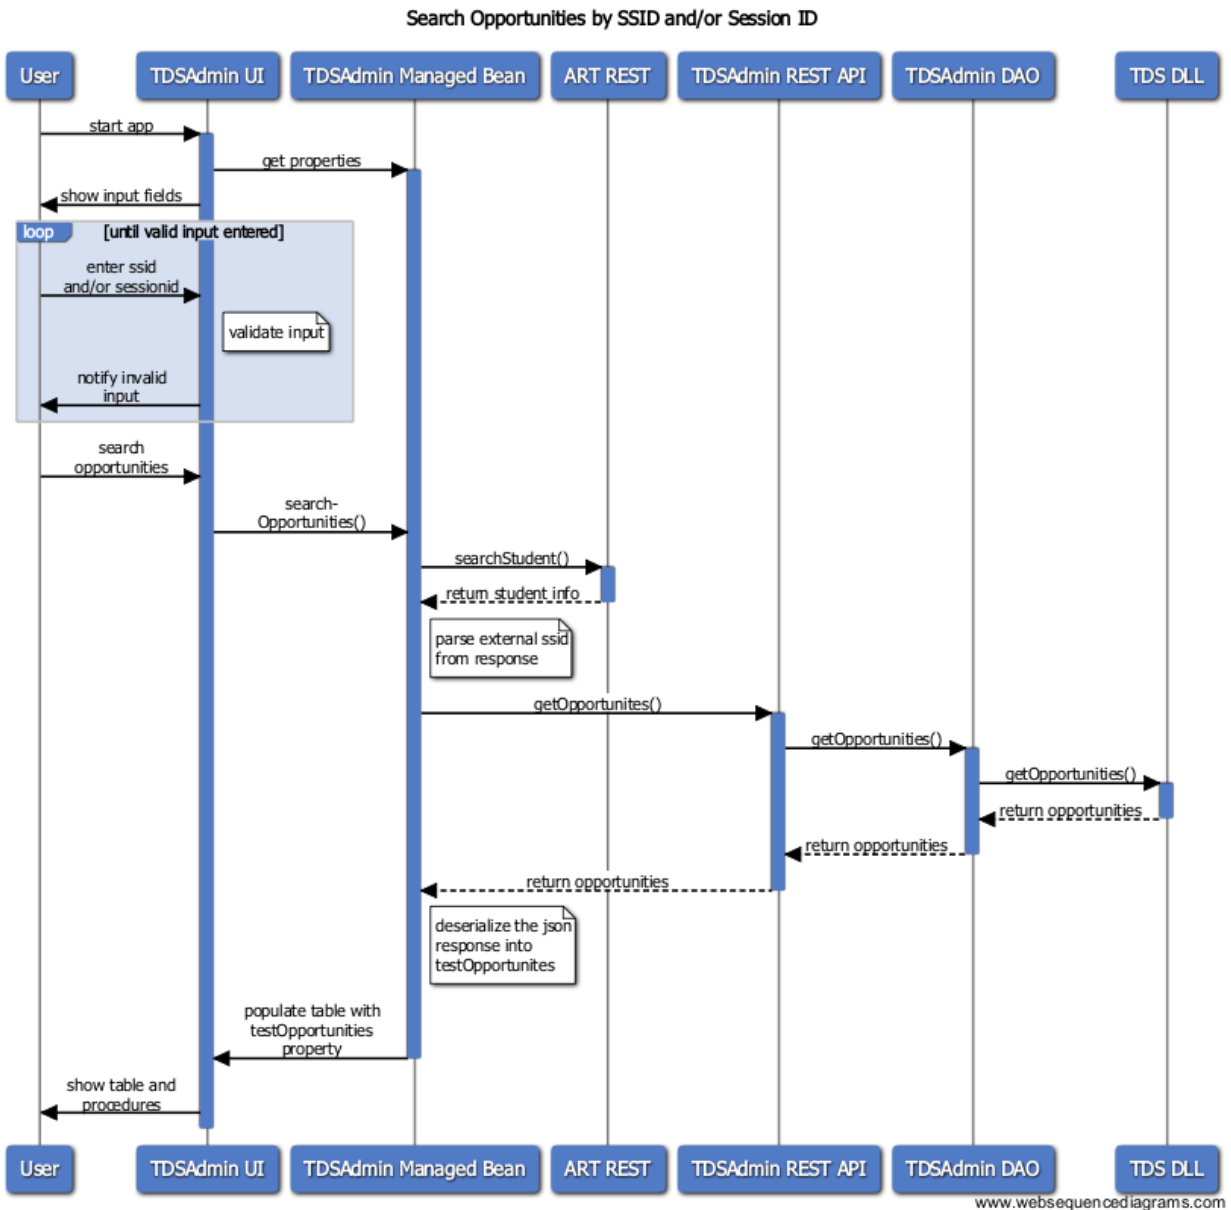 Search Opportunities by SSID and/or Session ID
User
TDSAdmin UI
TDSAdmin Managed Bean
ART REST
TDSAdmin REST API
TDSAdmin DAO
TDS DLL
start app
get properties
show input fields
loop
[until valid input entered]
enter ssid
and/or sessionid
validate input
notify invalid
input
search
opportunities
search-
Opportunities()
searchStudent()
return student info
parse external ssid
from response
getOpportunites()
getOpportunities()
getOpportunities()
return opportunities
return opportunities
return opportunities
deserialize the json
response into
testOpportunites
populate table with
testOpportunities
property
show table and
procedures
User
TDSAdmin UI
TDSAdmin Managed Bean
ART REST
TDSAdmin REST API
TDSAdmin DAO
TDS DLL
www.websequencediagrams.com